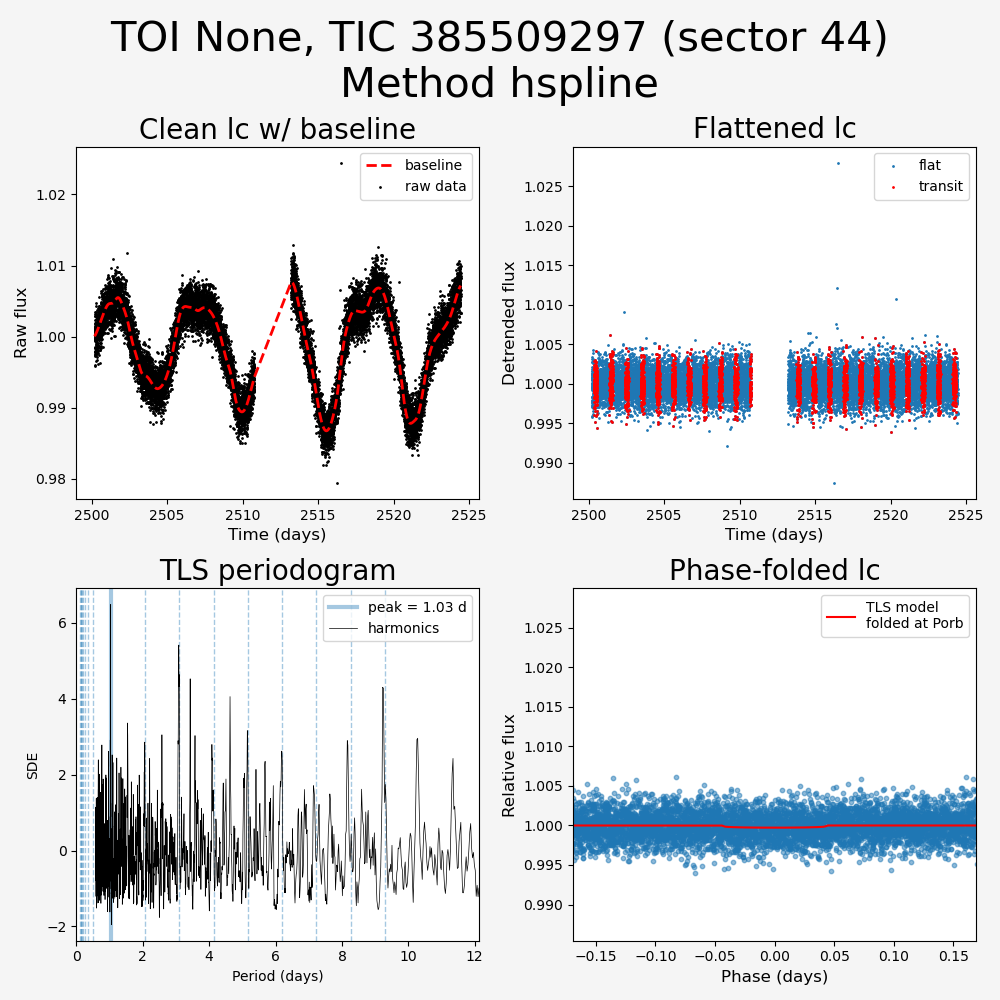 TOI None, TIC 385509297 (sector 44)
Method hspline
Clean lc w/ baseline
Raw flux
1.02
1.01
1.00
0.99
0.98
baseline
raw data
2500
2505
2510
2515
2520
2525
Time (days)
Flattened lc
Detrended flux
1.025
1.020
1.015
1.010
1.005
1.000
0.995
0.990
flat
transit
2500
2505
2510
2515
2520
2525
Time (days)
TLS periodogram
SDE
6
4
2
0
−2
peak = 1.03 d
harmonics
0
2
4
6
8
10
12
Period (days)
Phase-folded lc
Relative flux
1.025
1.020
1.015
1.010
1.005
1.000
0.995
0.990
TLS model
folded at Porb
−0.15
−0.10
−0.05
0.00
0.05
0.10
0.15
Phase (days)